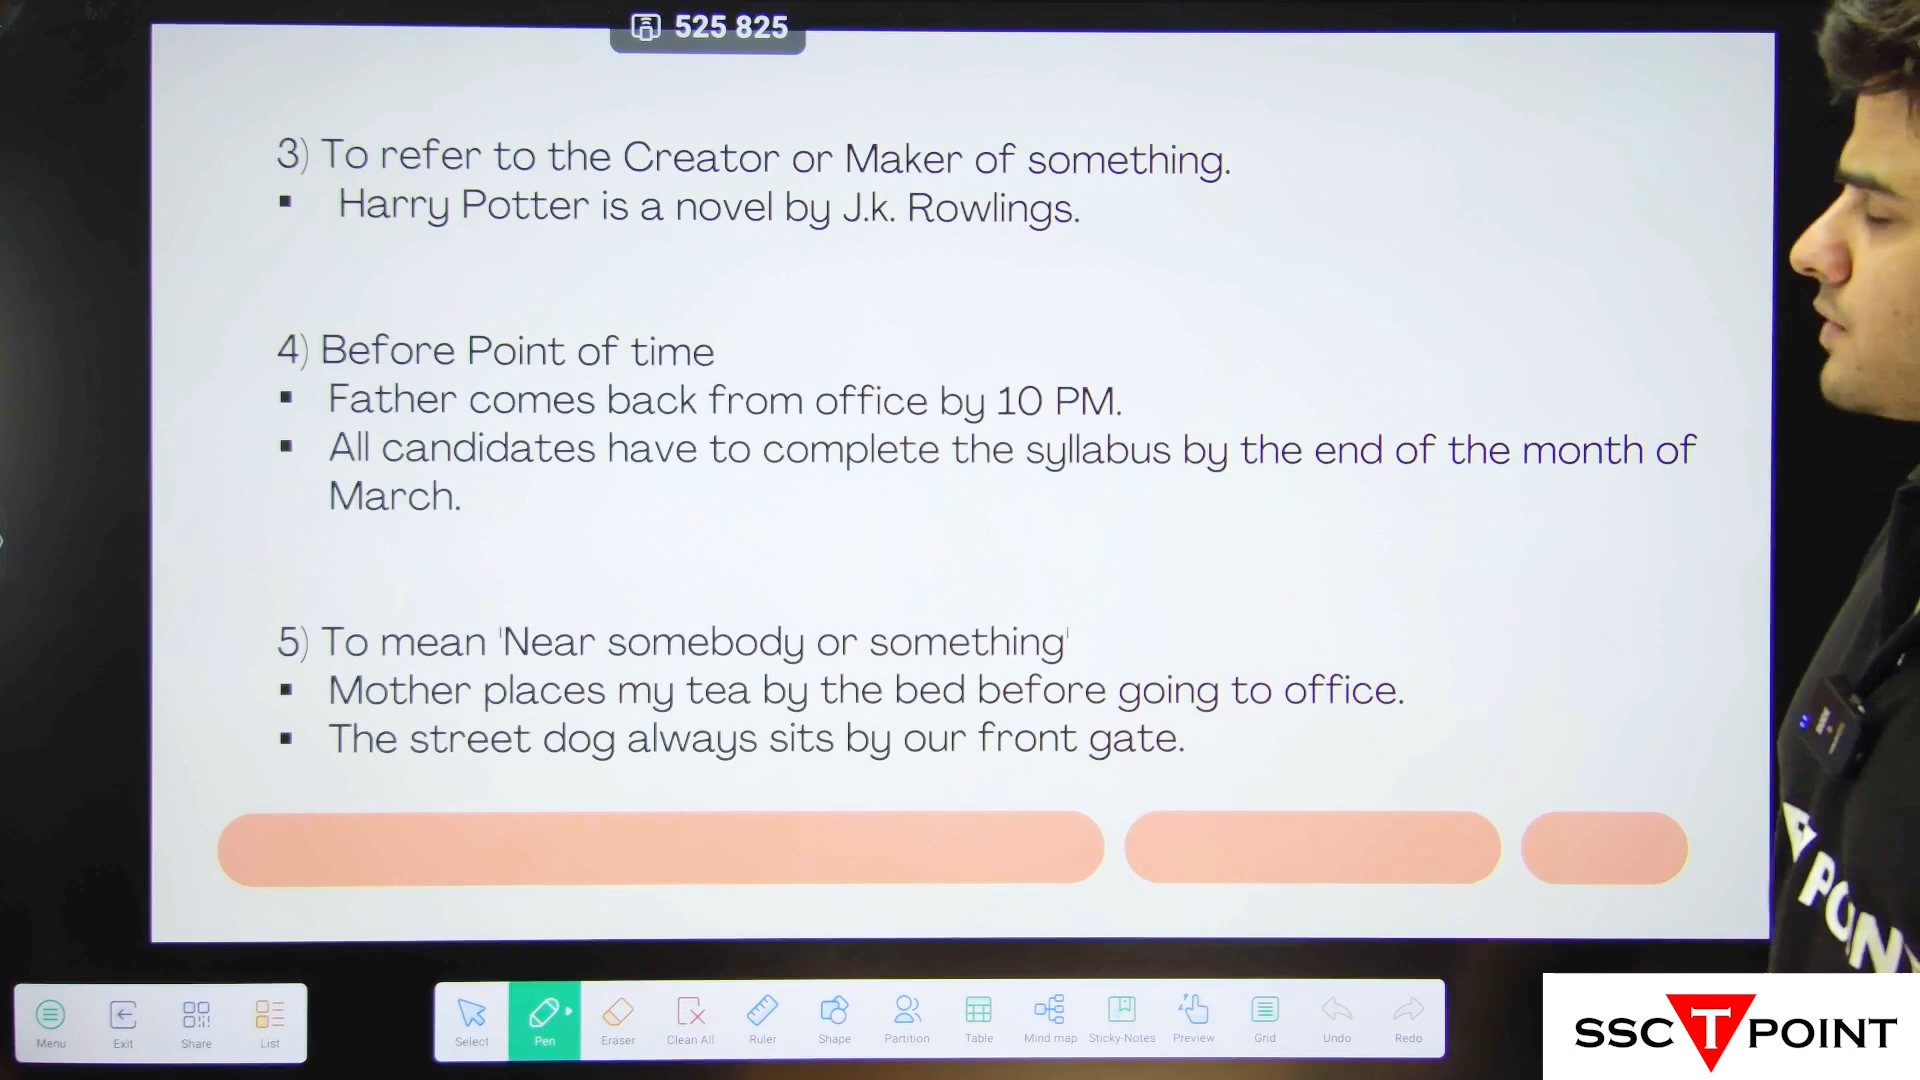 525 825
3) To refer to the Creator or Maker of something.
▪ Harry Potter is a novel by J.k. Rowlings.
4) Before Point of time
▪ Father comes back from office by 10 PM.
▪ All candidates have to complete the syllabus by the end of the month of
March.
5) To mean 'Near somebody or something'
▪ Mother places my tea by the bed before going to office.
▪ The street dog always sits by our front gate.
Menu Exit Share List
Select Pen Eraser Clean All Ruler Shape Partition Table Mind map Sticky-Notes Preview Grid Undo Redo
SSC T POINT